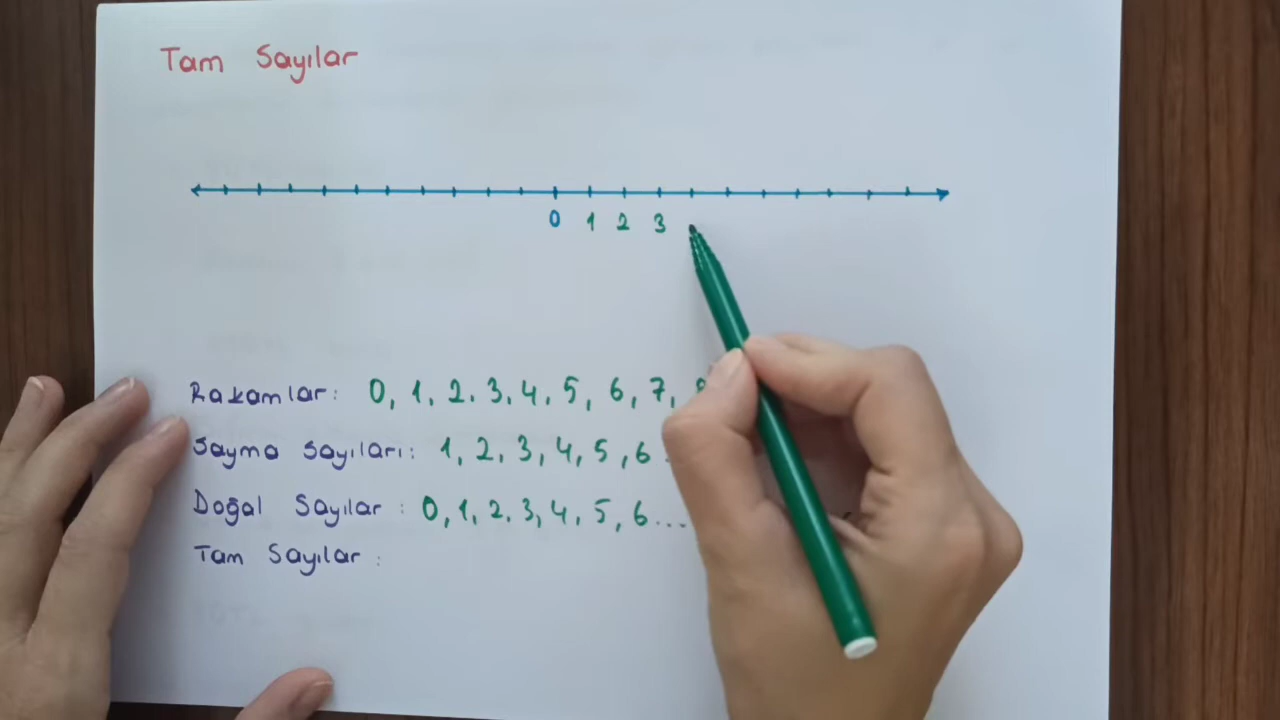 Tam Sayılar
0 1 2 3
Rakamlar: 0, 1, 2, 3, 4, 5, 6, 7,
Sayma Sayıları: 1, 2, 3, 4, 5, 6
Doğal Sayılar : 0, 1, 2, 3, 4, 5, 6...
Tam Sayılar :